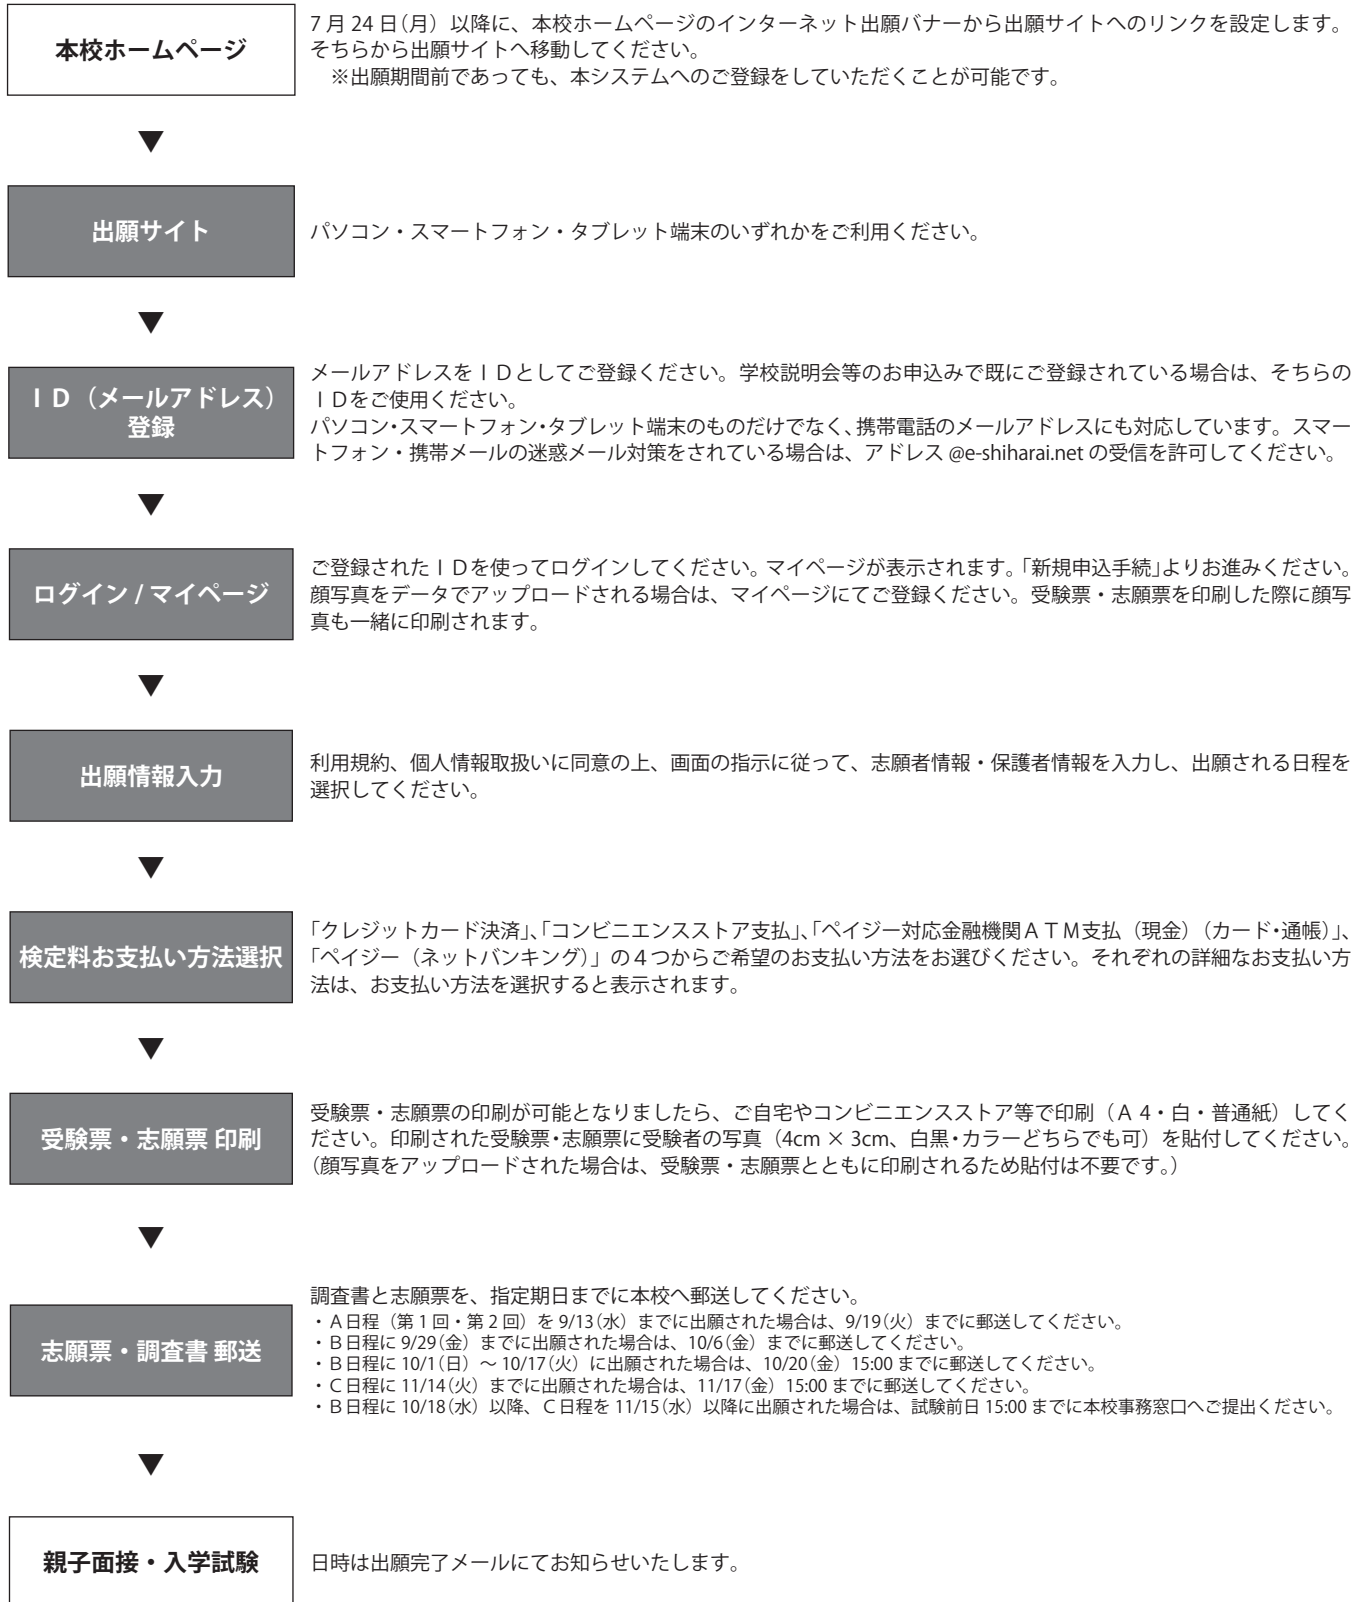 本校ホームページ
7 月 24 日（月）以降に、本校ホームページのインターネット出願バナーから出願サイトへのリンクを設定します。
そちらから出願サイトへ移動してください。
※出願期間前であっても、本システムへのご登録をしていただくことが可能です。
▼
出願サイト
パソコン・スマートフォン・タブレット端末のいずれかをご利用ください。
▼
ＩＤ（メールアドレス）
登録
メールアドレスをＩＤとしてご登録ください。学校説明会等のお申込みで既にご登録されている場合は、そちらの
ＩＤをご使用ください。
パソコン・スマートフォン・タブレット端末のものだけでなく、携帯電話のメールアドレスにも対応しています。スマー
トフォン・携帯メールの迷惑メール対策をされている場合は、アドレス @e-shiharai.net の受信を許可してください。
▼
ログイン / マイページ
ご登録されたＩＤを使ってログインしてください。マイページが表示されます。「新規申込手続」よりお進みください。
顔写真をデータでアップロードされる場合は、マイページにてご登録ください。受験票・志願票を印刷した際に顔写
真も一緒に印刷されます。
▼
出願情報入力
利用規約、個人情報取扱いに同意の上、画面の指示に従って、志願者情報・保護者情報を入力し、出願される日程を
選択してください。
▼
検定料お支払い方法選択
「クレジットカード決済」、「コンビニエンスストア支払」、「ペイジー対応金融機関ＡＴＭ支払（現金）（カード・通帳）」、
「ペイジー（ネットバンキング）」の４つからご希望のお支払い方法をお選びください。それぞれの詳細なお支払い方
法は、お支払い方法を選択すると表示されます。
▼
受験票・志願票 印刷
受験票・志願票の印刷が可能となりましたら、ご自宅やコンビニエンスストア等で印刷（Ａ 4・白・普通紙）してく
ださい。印刷された受験票・志願票に受験者の写真（4cm × 3cm、白黒・カラーどちらでも可）を貼付してください。
（顔写真をアップロードされた場合は、受験票・志願票とともに印刷されるため貼付は不要です。）
▼
志願票・調査書 郵送
調査書と志願票を、指定期日までに本校へ郵送してください。
・Ａ日程（第 1 回・第 2 回）を 9/13（水）までに出願された場合は、9/19（火）までに郵送してください。
・Ｂ日程に 9/29（金）までに出願された場合は、10/6（金）までに郵送してください。
・Ｂ日程に 10/1（日）～ 10/17（火）に出願された場合は、10/20（金）15:00 までに郵送してください。
・Ｃ日程に 11/14（火）までに出願された場合は、11/17（金）15:00 までに郵送してください。
・Ｂ日程に 10/18（水）以降、Ｃ日程を 11/15（水）以降に出願された場合は、試験前日 15:00 までに本校事務窓口へご提出ください。
▼
親子面接・入学試験
日時は出願完了メールにてお知らせいたします。